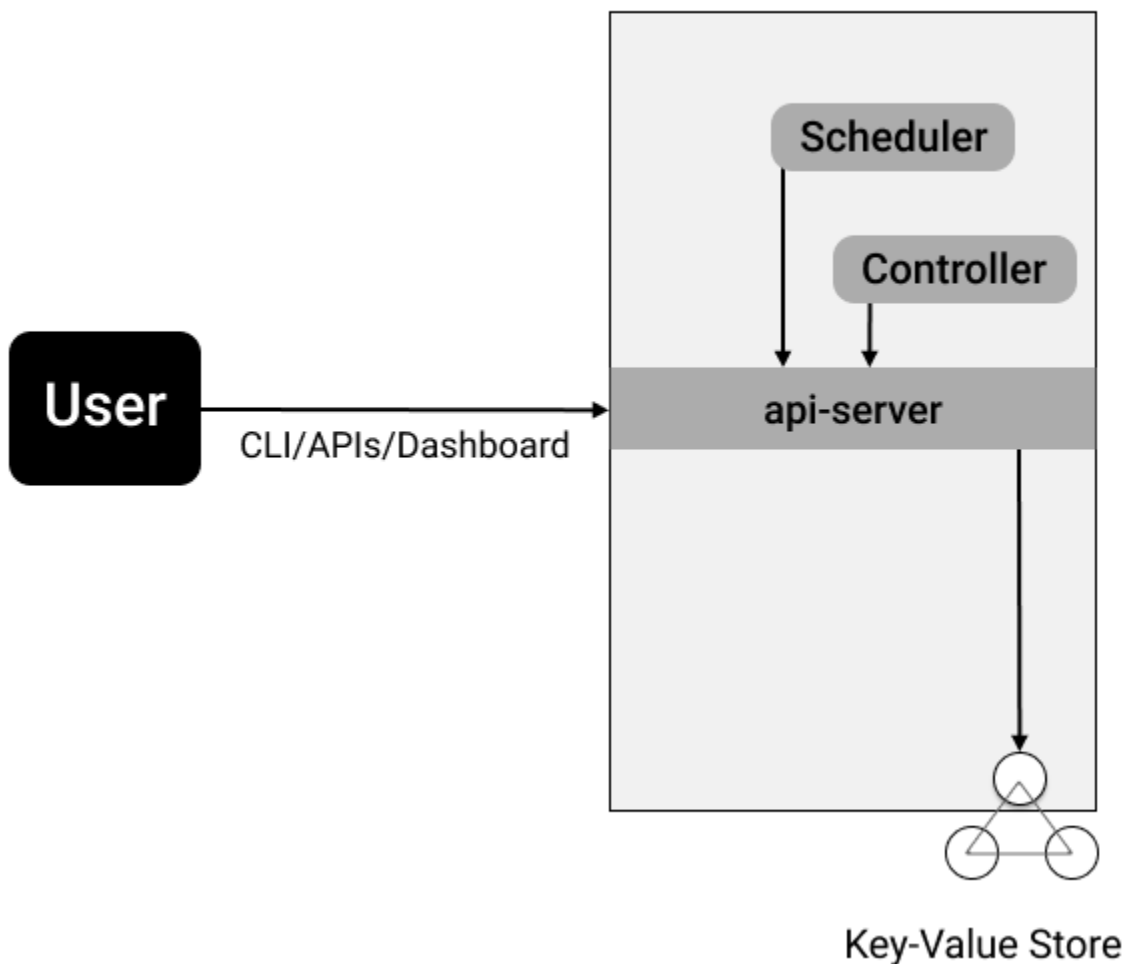 Scheduler
Controller
User
api-server
CLI/APIs/Dashboard
Key-Value Store